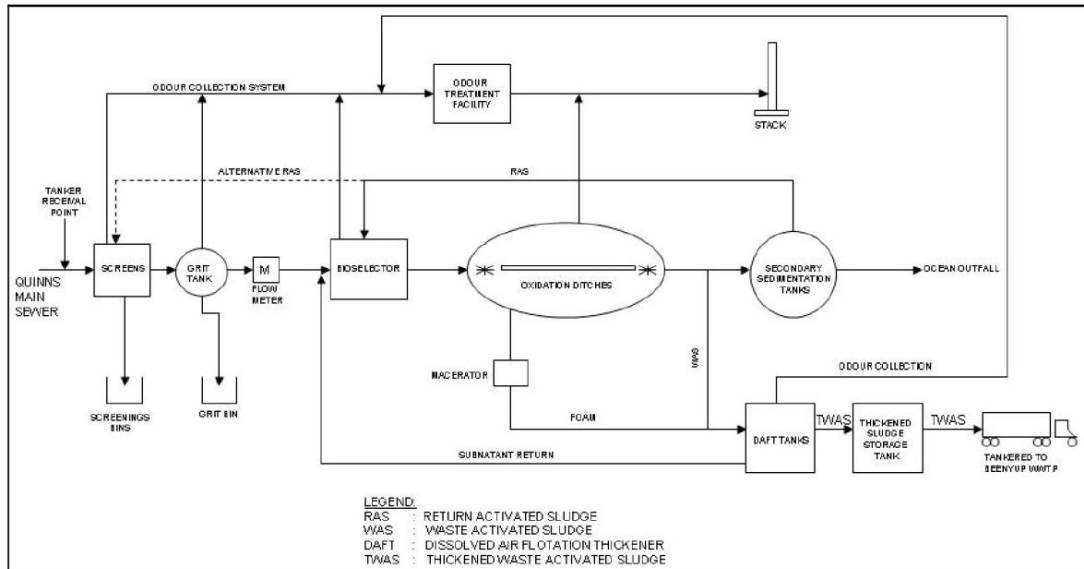 ODOUR COLLECTION SYSTEM
ODOUR
TREATMENT
FACILITY
STACK
ALTERNATIVE RAS
RAS
TANKER
RECEIVAL
POINT
SCREENS
GRIT
TANK
M
FLOW
METER
BIOSELECTOR
OXIDATION DITCHES
SECONDARY
SEDIMENTATION
TANKS
OCEAN OUTFALL
QUINNS
MAIN
SEWER
WAS
MACERATOR
ODOUR COLLECTION
SCREENINGS
BINS
GRIT BIN
FOAM
DAFT TANKS
TWAS
THICKENED
SLUDGE
STORAGE
TANK
TWAS
TANKERED TO
BEENYUP WWTP
SUBNATANT RETURN
LEGEND:
RAS : RETURN ACTIVATED SLUDGE
WAS : WASTE ACTIVATED SLUDGE
DAFT : DISSOLVED AIR FLOTATION THICKENER
TWAS : THICKENED WASTE ACTIVATED SLUDGE